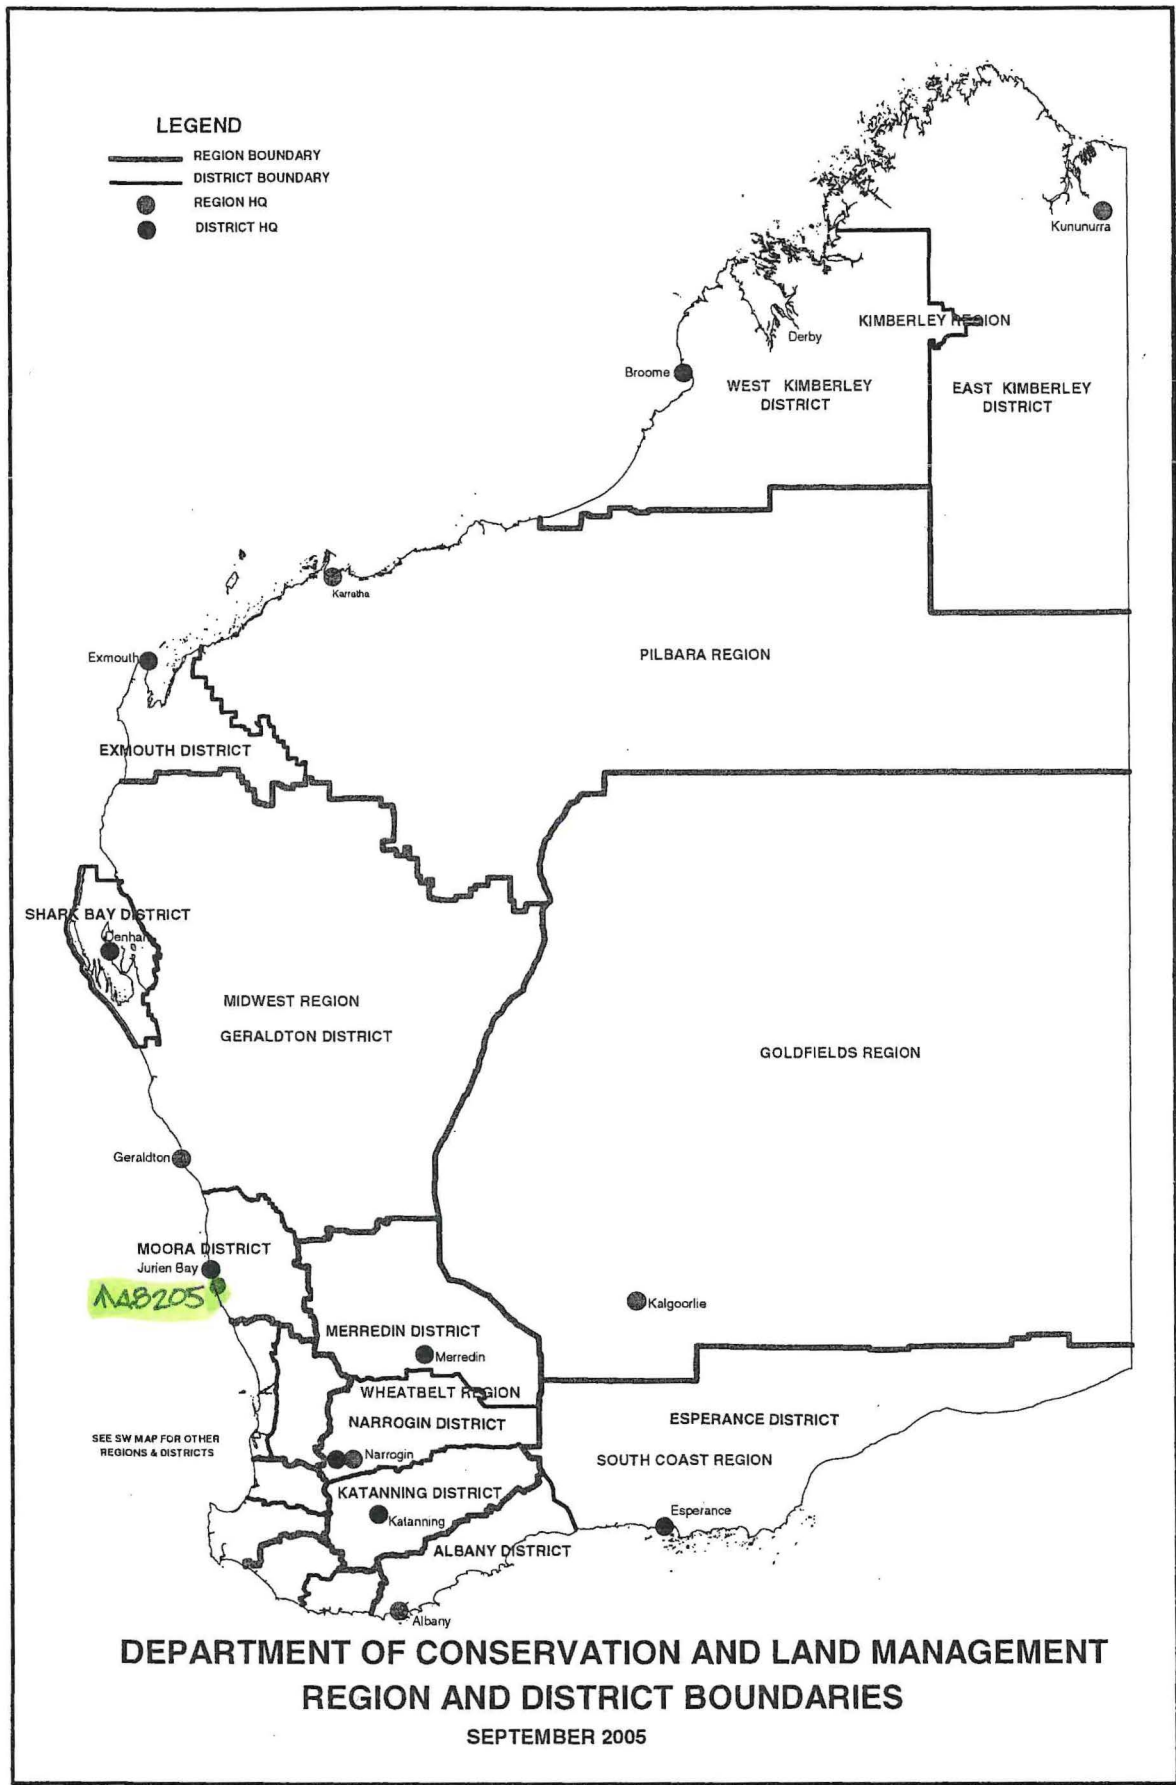 LEGEND
REGION BOUNDARY
DISTRICT BOUNDARY
REGION HQ
DISTRICT HQ
Kununurra
KIMBERLEY REGION
Derby
Broome
WEST KIMBERLEY
DISTRICT
EAST KIMBERLEY
DISTRICT
Karratha
Exmouth
PILBARA REGION
EXMOUTH DISTRICT
SHARK BAY DISTRICT
Denham
MIDWEST REGION
GERALDTON DISTRICT
GOLDFIELDS REGION
Geraldton
MOORA DISTRICT
Jurien Bay
Kalgoorlie
MERREDIN DISTRICT
Merredin
WHEATBELT REGION
NARROGIN DISTRICT
ESPERANCE DISTRICT
SEE SW MAP FOR OTHER
REGIONS & DISTRICTS
Narrogin
SOUTH COAST REGION
KATANNING DISTRICT
Katanning
Esperance
ALBANY DISTRICT
Albany
DEPARTMENT OF CONSERVATION AND LAND MANAGEMENT
REGION AND DISTRICT BOUNDARIES
SEPTEMBER 2005